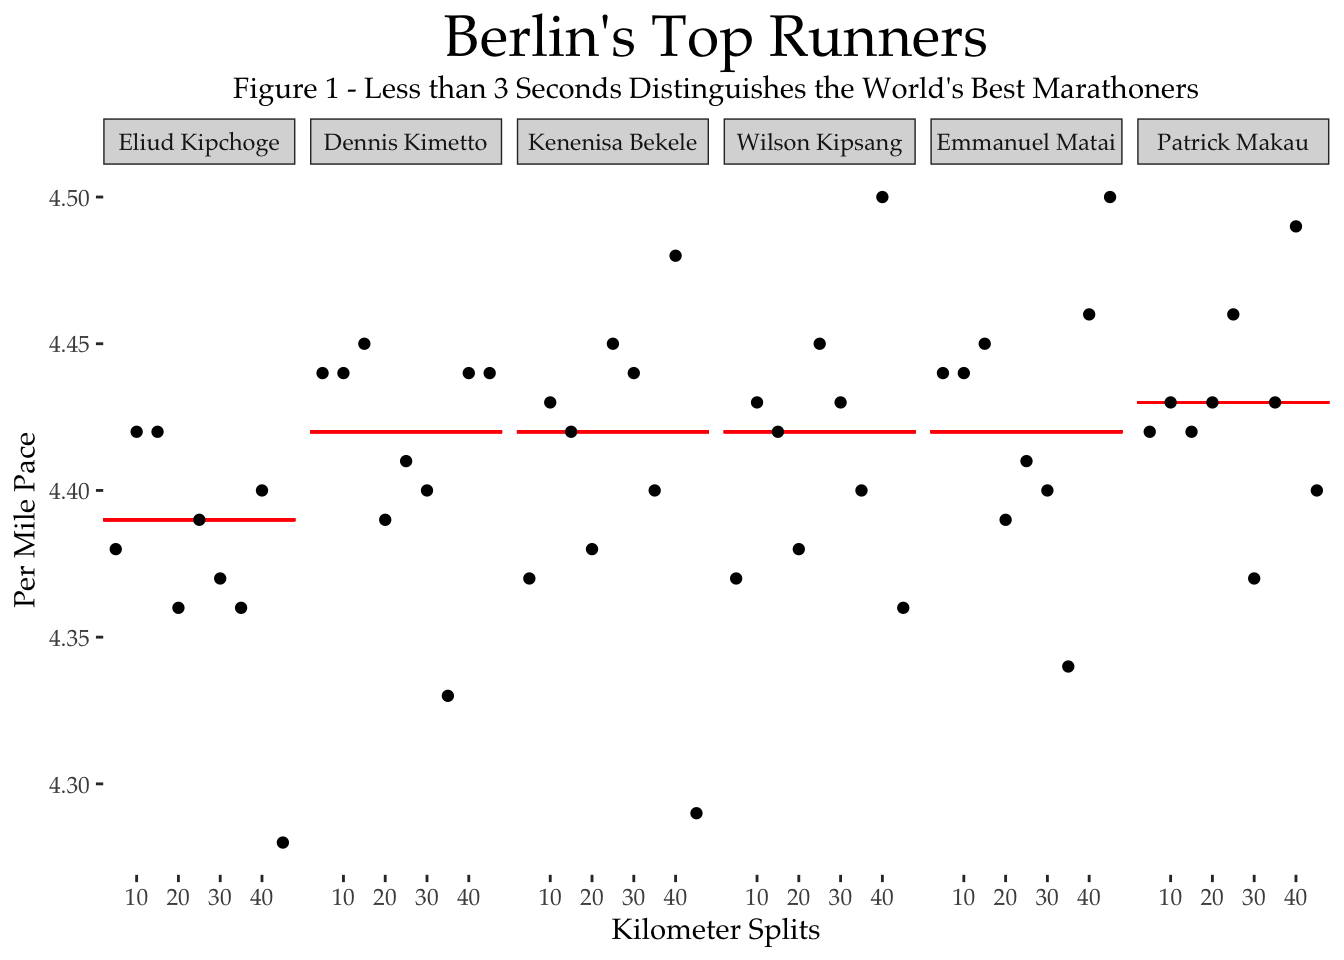 Berlin's Top Runners
Figure 1 - Less than 3 Seconds Distinguishes the World's Best Marathoners
Eliud Kipchoge Dennis Kimetto Kenenisa Bekele Wilson Kipsang Emmanuel Matai Patrick Makau
4.50
4.45
4.40
4.35
4.30
Per Mile Pace
10 20 30 40 10 20 30 40 10 20 30 40 10 20 30 40 10 20 30 40 10 20 30 40
Kilometer Splits